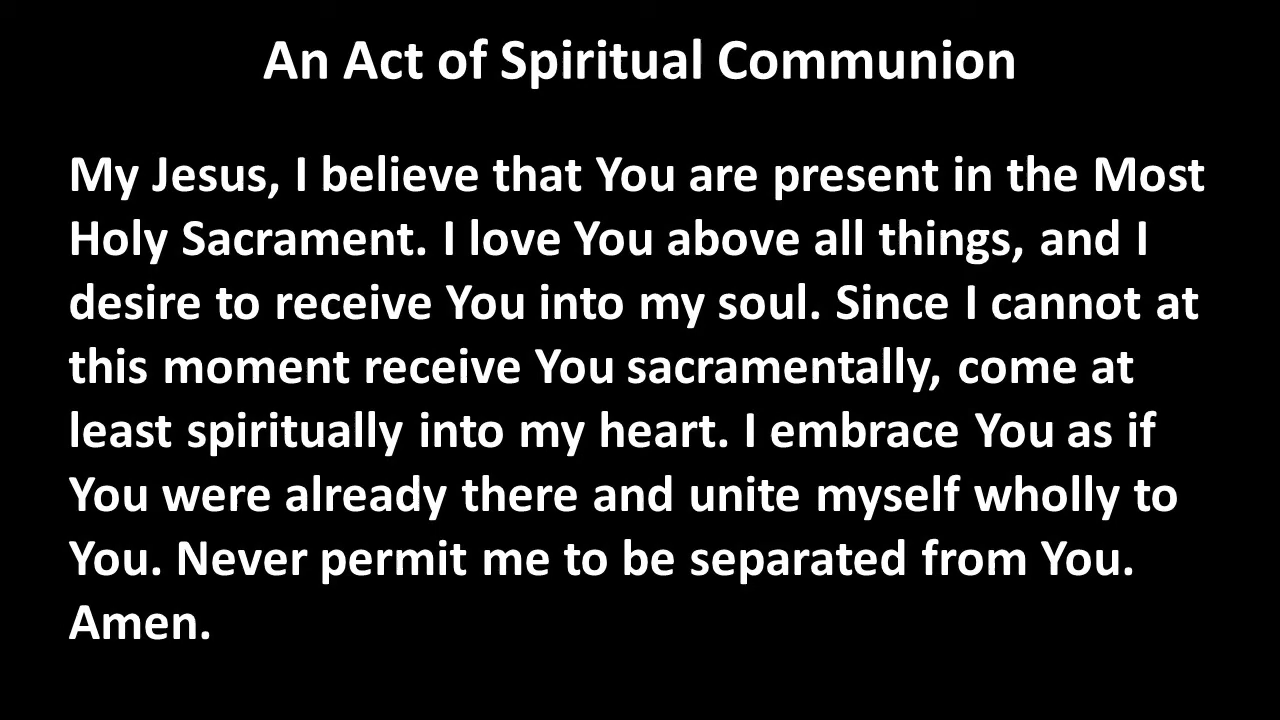 An Act of Spiritual Communion
My Jesus, I believe that You are present in the Most
Holy Sacrament. I love You above all things, and I
desire to receive You into my soul. Since I cannot at
this moment receive You sacramentally, come at
least spiritually into my heart. I embrace You as if
You were already there and unite myself wholly to
You. Never permit me to be separated from You.
Amen.